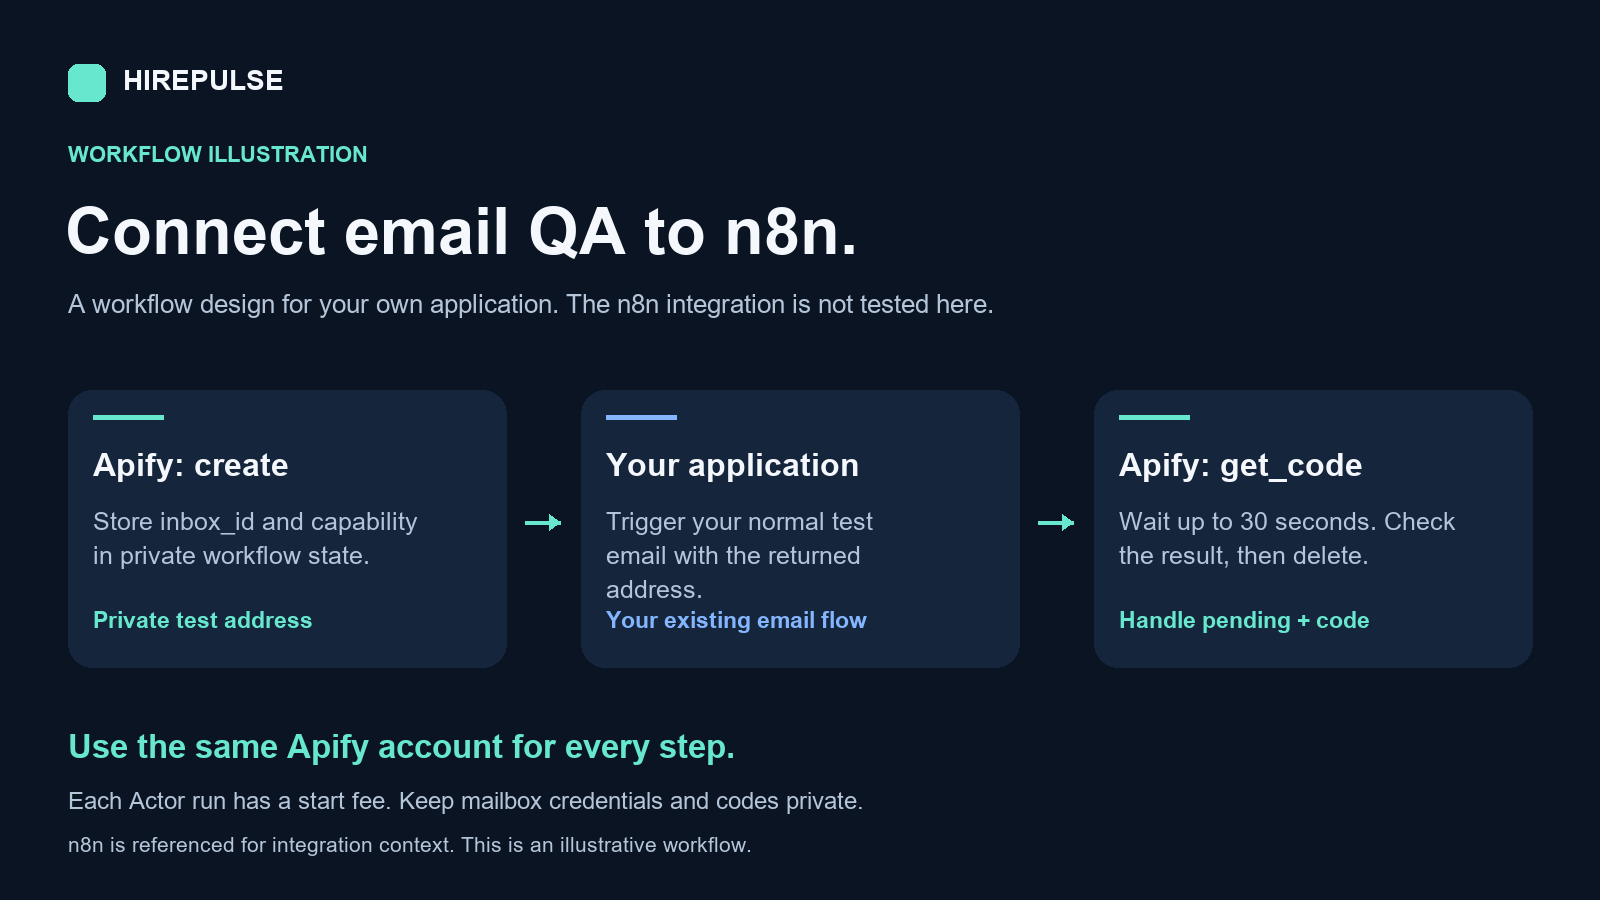 HIREPULSE
WORKFLOW ILLUSTRATION
Connect email QA to n8n.
A workflow design for your own application. The n8n integration is not tested here.
Apify: create
Store inbox_id and capability
in private workflow state.
Private test address
Your application
Trigger your normal test
email with the returned
address.
Your existing email flow
Apify: get_code
Wait up to 30 seconds. Check
the result, then delete.
Handle pending + code
Use the same Apify account for every step.
Each Actor run has a start fee. Keep mailbox credentials and codes private.
n8n is referenced for integration context. This is an illustrative workflow.